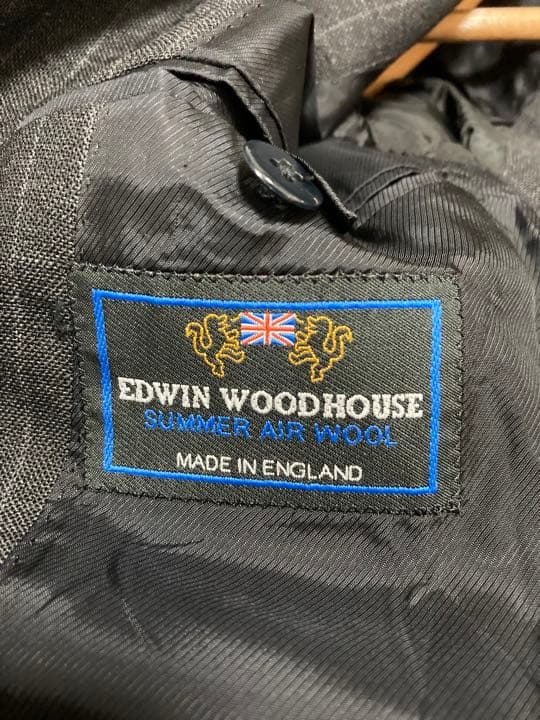 EDWIN WOODHOUSE
SUMMER AIR WOOL
MADE IN ENGLAND